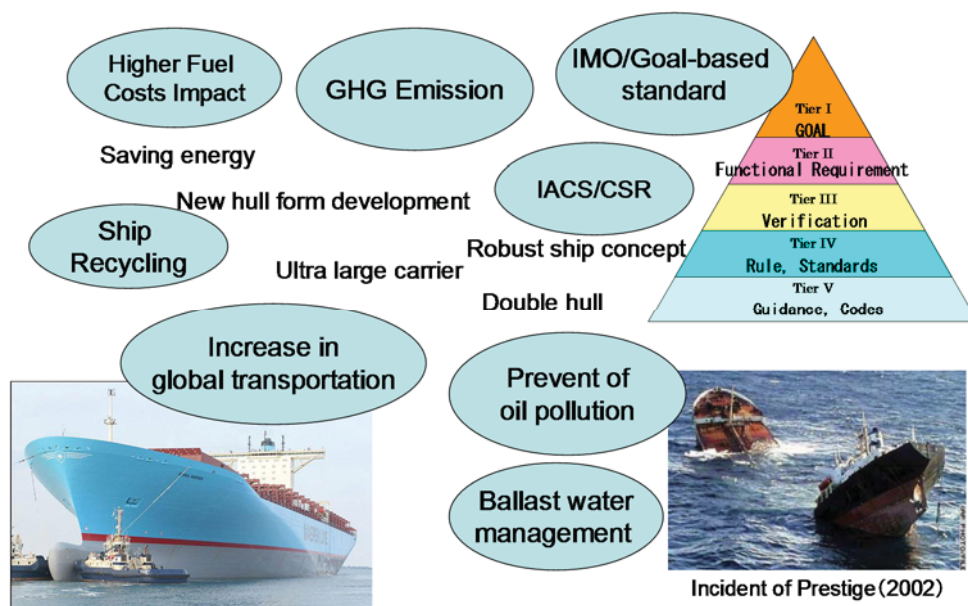 Higher Fuel
Costs Impact
GHG Emission
IMO/Goal-based
standard
Tier I
GOAL
Tier II
Functional Requirement
Tier III
Verification
Tier IV
Rule, Standards
Tier V
Guidance, Codes
Saving energy
New hull form development
IACS/CSR
Ship
Recycling
Robust ship concept
Ultra large carrier
Double hull
Increase in
global transportation
Prevent of
oil pollution
Ballast water
management
Incident of Prestige(2002)